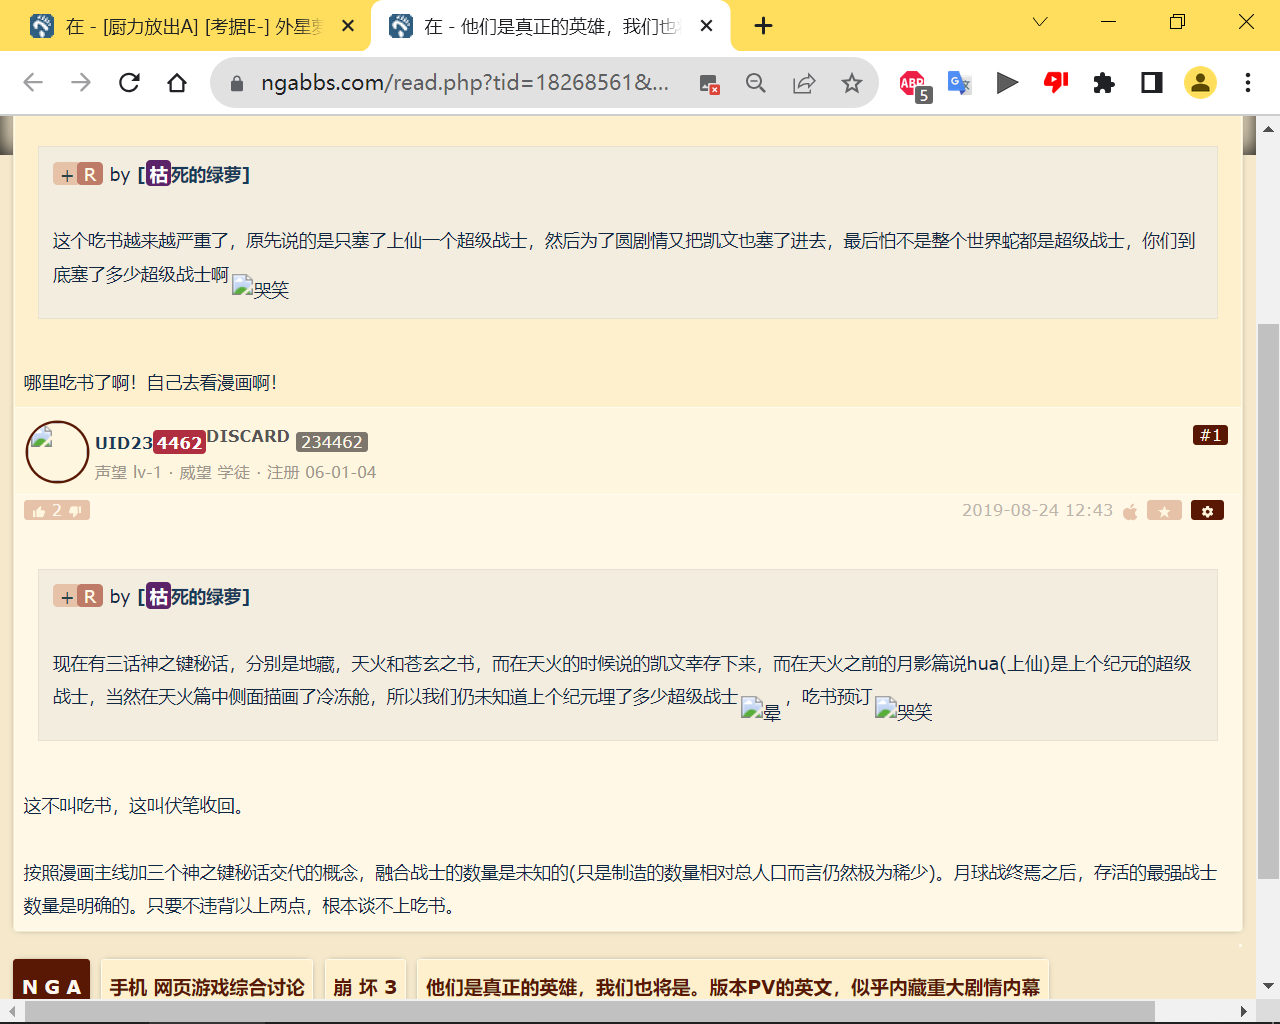 在 - [厨力放出A] [考据E-] 外星萝
在 - 他们是真正的英雄，我们也
ngabbs.com/read.php?tid=18268561&...
ABP
5
+ R by [枯死的绿萝]
这个吃书越来越严重了，原先说的是只塞了上仙一个超级战士，然后为了圆剧情又把凯文也塞了进去，最后怕不是整个世界蛇都是超级战士，你们到
底塞了多少超级战士啊 哭笑
哪里吃书了啊！自己去看漫画啊！
UID234462 DISCARD 234462
#1
声望 lv-1 · 威望 学徒 · 注册 06-01-04
2
2019-08-24 12:43
+ R by [枯死的绿萝]
现在有三话神之键秘话，分别是地藏，天火和苍玄之书，而在天火的时候说的凯文幸存下来，而在天火之前的月影篇说hua(上仙)是上个纪元的超级
战士，当然在天火篇中侧面描画了冷冻舱，所以我们仍未知道上个纪元埋了多少超级战士 晕 ，吃书预订 哭笑
这不叫吃书，这叫伏笔收回。
按照漫画主线加三个神之键秘话交代的概念，融合战士的数量是未知的(只是制造的数量相对总人口而言仍然极为稀少)。月球战终焉之后，存活的最强战士
数量是明确的。只要不违背以上两点，根本谈不上吃书。
NGA 手机 网页游戏综合讨论 崩坏3 他们是真正的英雄，我们也将是。版本PV的英文，似乎内藏重大剧情内幕